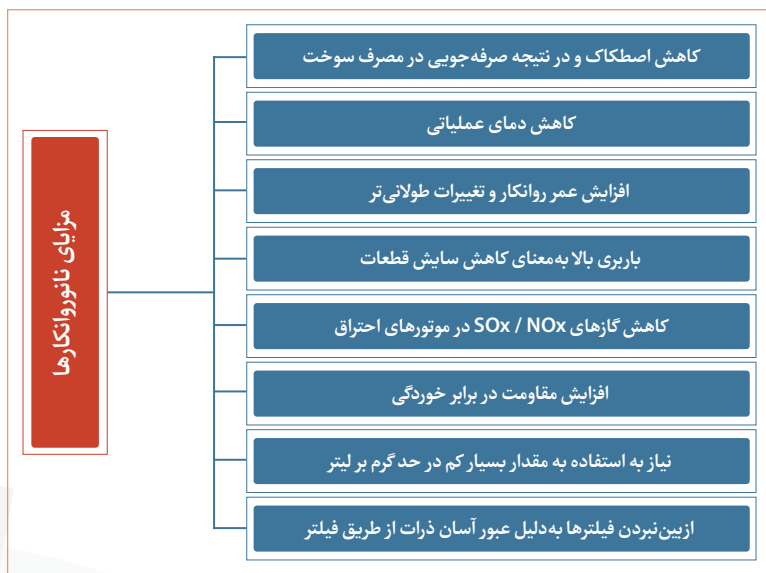 مزایای نانوروانکارها
کاهش اصطکاک و در نتیجه صرفه‌جویی در مصرف سوخت
کاهش دمای عملیاتی
افزایش عمر روانکار و تغییرات طولانی‌تر
باربری بالا به‌معنای کاهش سایش قطعات
کاهش گازهای SOx / NOx در موتورهای احتراق
افزایش مقاومت در برابر خوردگی
نیاز به استفاده به مقدار بسیار کم در حد گرم بر لیتر
ازبین‌نبردن فیلترها به‌دلیل عبور آسان ذرات از طریق فیلتر